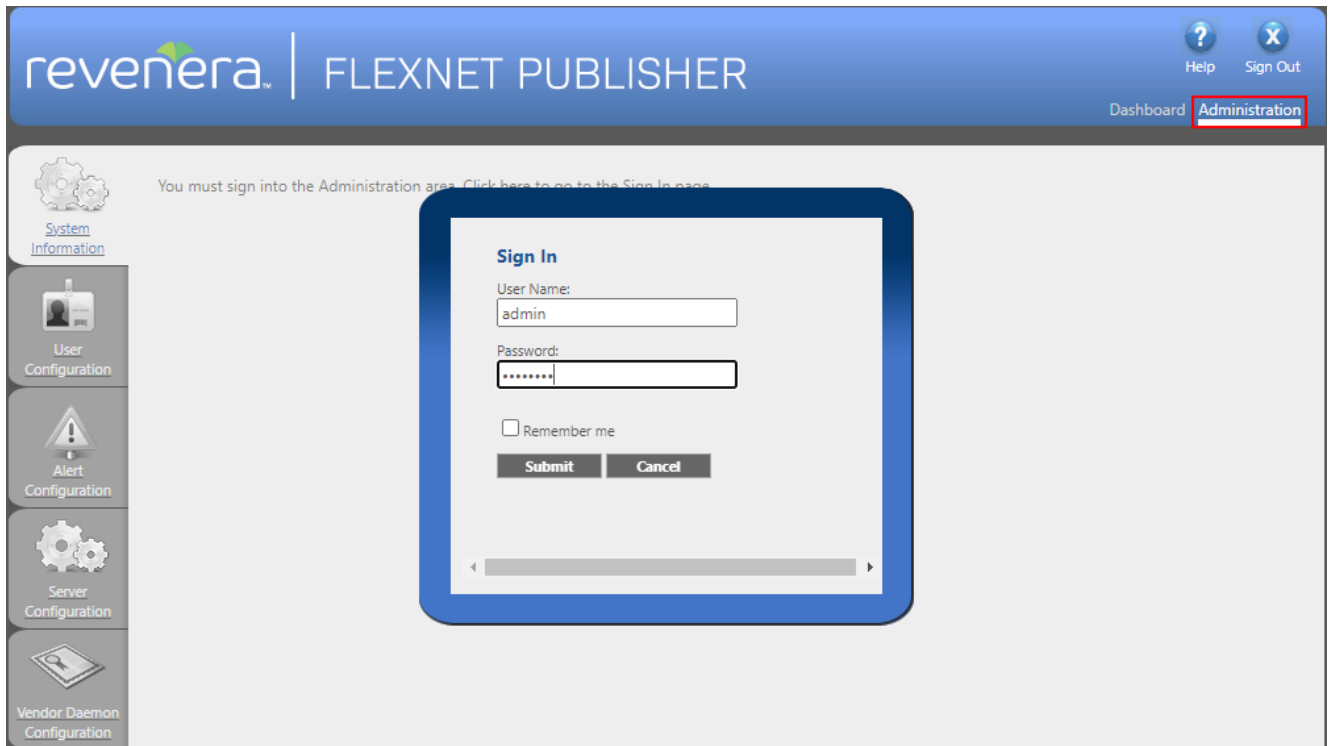 revenera™ FLEXNET PUBLISHER
? X
Help Sign Out
Dashboard Administration
You must sign into the Administration area. Click here to go to the Sign In page
System
Information
User
Configuration
Alert
Configuration
Server
Configuration
Vendor Daemon
Configuration
Sign In
User Name:
admin
Password:
••••••••
Remember me
Submit Cancel